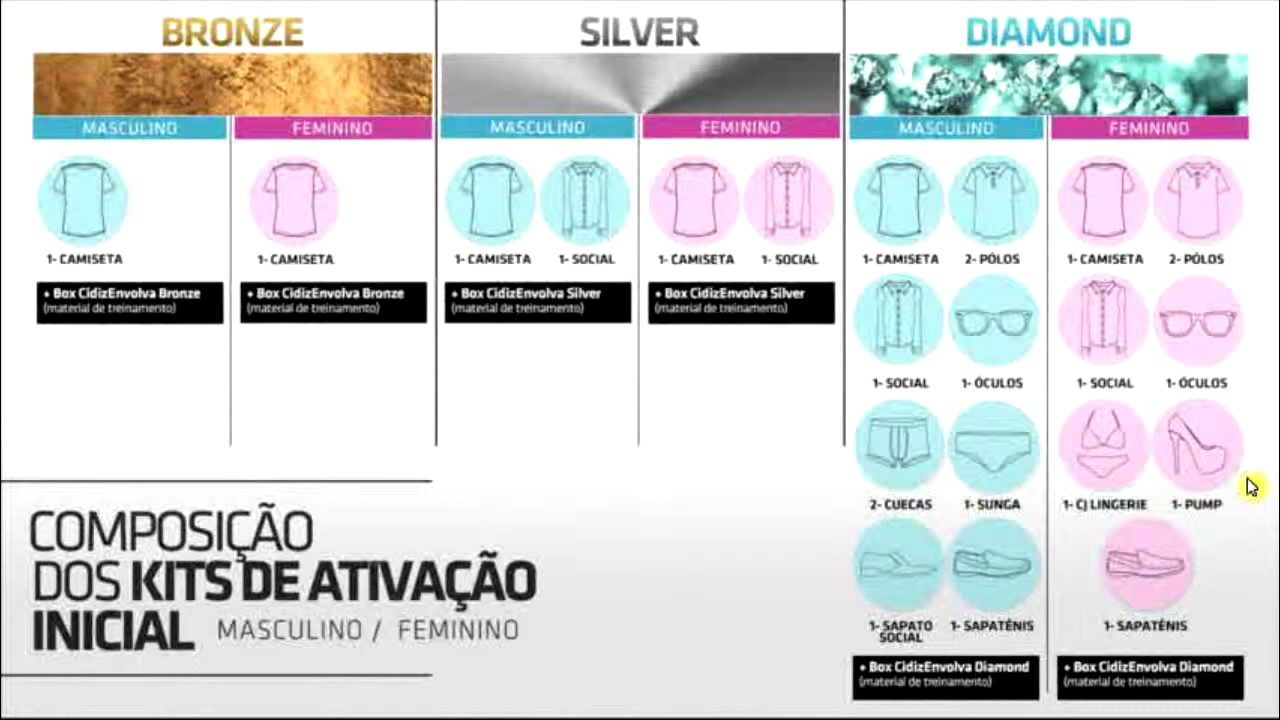 BRONZE
MASCULINO
FEMININO
1- CAMISETA
1- CAMISETA
+ Box CidizEnvolva Bronze
(material de treinamento)
+ Box CidizEnvolva Bronze
(material de treinamento)
SILVER
MASCULINO
FEMININO
1- CAMISETA
1- SOCIAL
1- CAMISETA
1- SOCIAL
+ Box CidizEnvolva Silver
(material de treinamento)
+ Box CidizEnvolva Silver
(material de treinamento)
DIAMOND
MASCULINO
FEMININO
1- CAMISETA
2- PÓLOS
1- CAMISETA
2- PÓLOS
1- SOCIAL
1- ÓCULOS
1- SOCIAL
1- ÓCULOS
2- CUECAS
1- SUNGA
1- CJ LINGERIE
1- PUMP
1- SAPATO
SOCIAL
1- SAPATÊNIS
1- SAPATÊNIS
+ Box CidizEnvolva Diamond
(material de treinamento)
+ Box CidizEnvolva Diamond
(material de treinamento)
COMPOSIÇÃO
DOS KITS DE ATIVAÇÃO
INICIAL MASCULINO / FEMININO